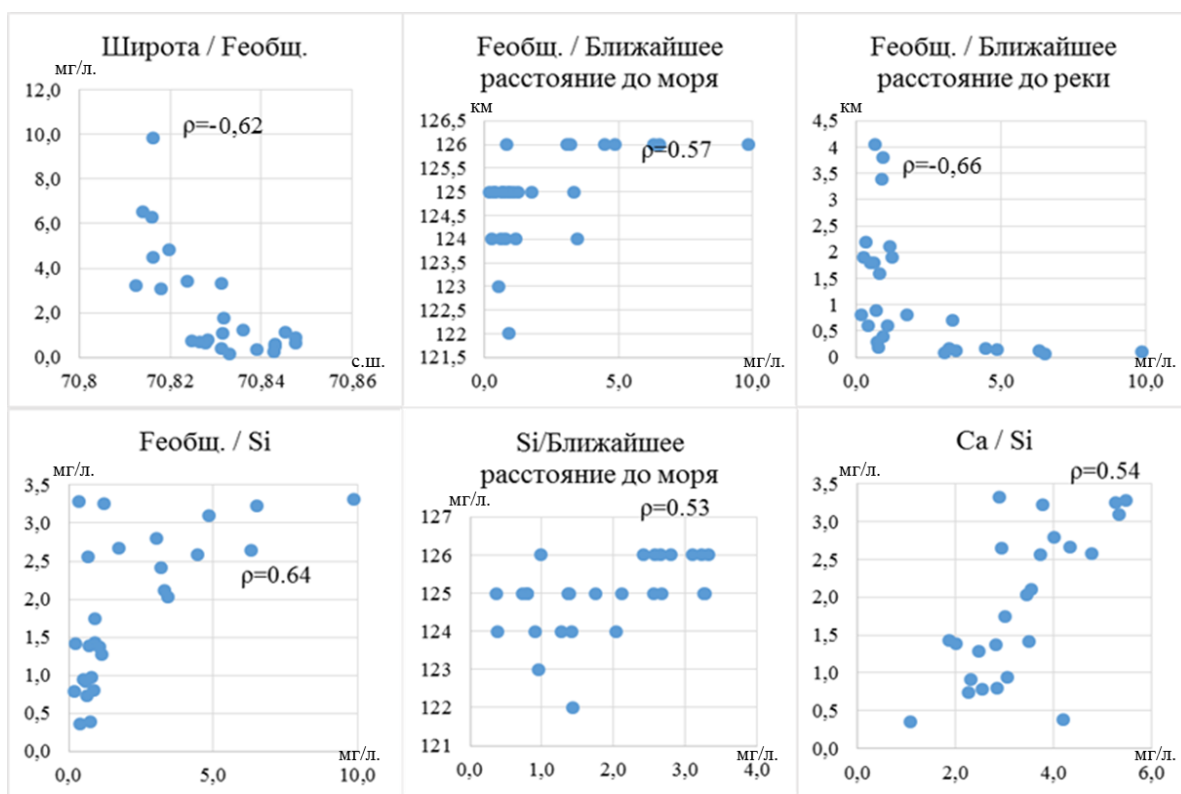 Широта / Feобщ.
мг/л.
ρ=-0,62
12,0
10,0
8,0
6,0
4,0
2,0
0,0
с.ш.
70,8 70,82 70,84 70,86
Feобщ. / Ближайшее
расстояние до моря
км
126,5
126
125,5
125
124,5
124
123,5
123
122,5
122
121,5
ρ=0.57
мг/л.
0,0 5,0 10,0
Feобщ. / Ближайшее
расстояние до реки
км
4,5
4
3,5
3
2,5
2
1,5
1
0,5
0
ρ=-0,66
мг/л.
0,0 5,0 10,0
Feобщ. / Si
мг/л.
3,5
3,0
2,5
2,0
1,5
1,0
0,5
0,0
ρ=0.64
мг/л.
0,0 5,0 10,0
Si/Ближайшее
расстояние до моря
мг/л.
ρ=0.53
127
126
125
124
123
122
121
мг/л.
0,0 1,0 2,0 3,0 4,0
Ca / Si
мг/л.
ρ=0.54
3,5
3,0
2,5
2,0
1,5
1,0
0,5
0,0
мг/л.
0,0 2,0 4,0 6,0